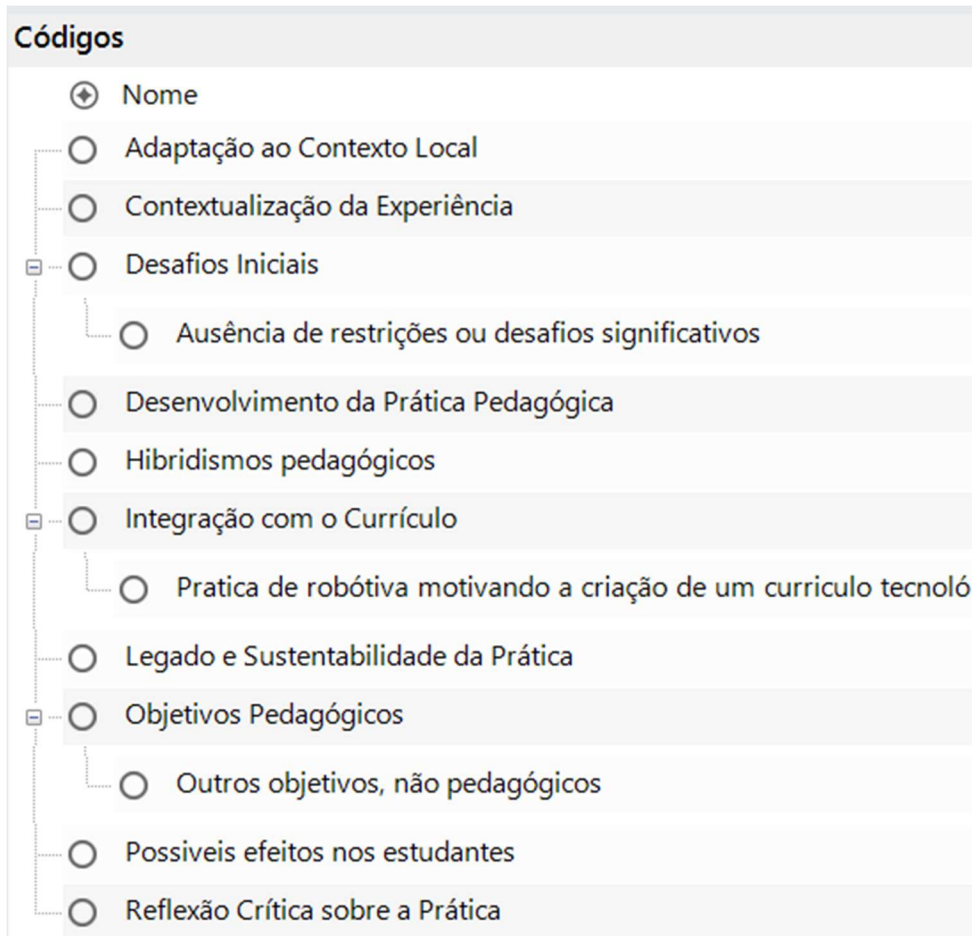 Códigos
Nome
Adaptação ao Contexto Local
Contextualização da Experiência
Desafios Iniciais
Ausência de restrições ou desafios significativos
Desenvolvimento da Prática Pedagógica
Hibridismos pedagógicos
Integração com o Currículo
Pratica de robótiva motivando a criação de um curriculo tecnoló
Legado e Sustentabilidade da Prática
Objetivos Pedagógicos
Outros objetivos, não pedagógicos
Possiveis efeitos nos estudantes
Reflexão Crítica sobre a Prática